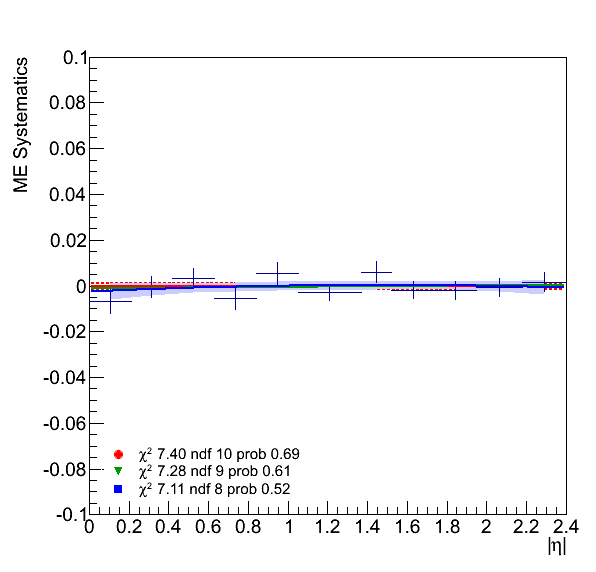 ME Systematics
0.1
0.08
0.06
0.04
0.02
0
-0.02
-0.04
-0.06
-0.08
-0.1
χ² 7.40 ndf 10 prob 0.69
χ² 7.28 ndf 9 prob 0.61
χ² 7.11 ndf 8 prob 0.52
0 0.2 0.4 0.6 0.8 1 1.2 1.4 1.6 1.8 2 2.2 2.4
|η|